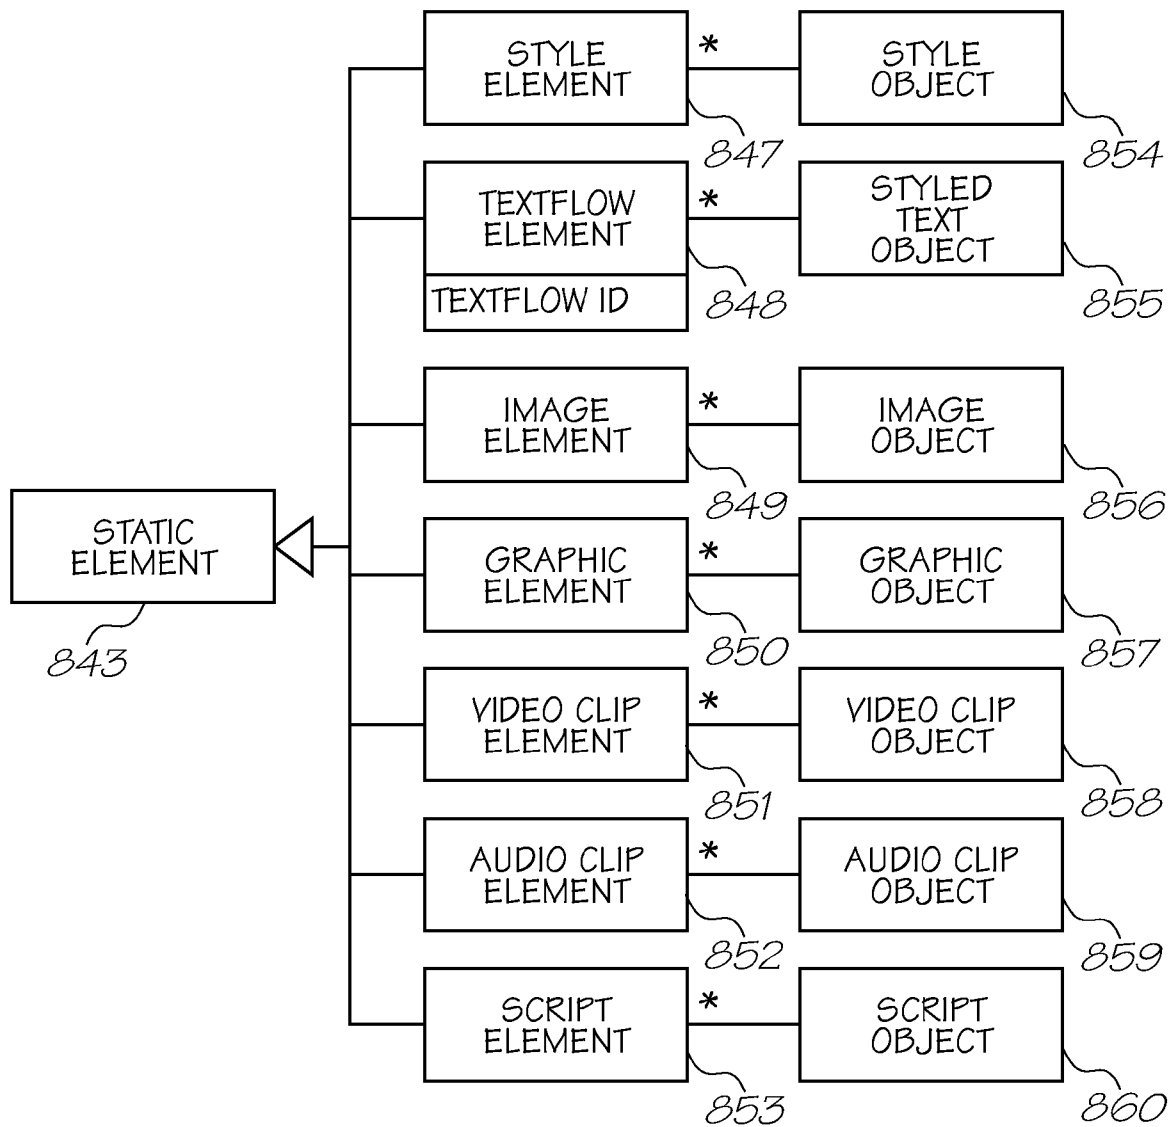 STYLE
ELEMENT
*
STYLE
OBJECT
847
854
TEXTFLOW
ELEMENT
*
STYLED
TEXT
OBJECT
TEXTFLOW ID
848
855
IMAGE
ELEMENT
*
IMAGE
OBJECT
849
856
STATIC
ELEMENT
843
GRAPHIC
ELEMENT
*
GRAPHIC
OBJECT
850
857
VIDEO CLIP
ELEMENT
*
VIDEO CLIP
OBJECT
851
858
AUDIO CLIP
ELEMENT
*
AUDIO CLIP
OBJECT
852
859
SCRIPT
ELEMENT
*
SCRIPT
OBJECT
853
860